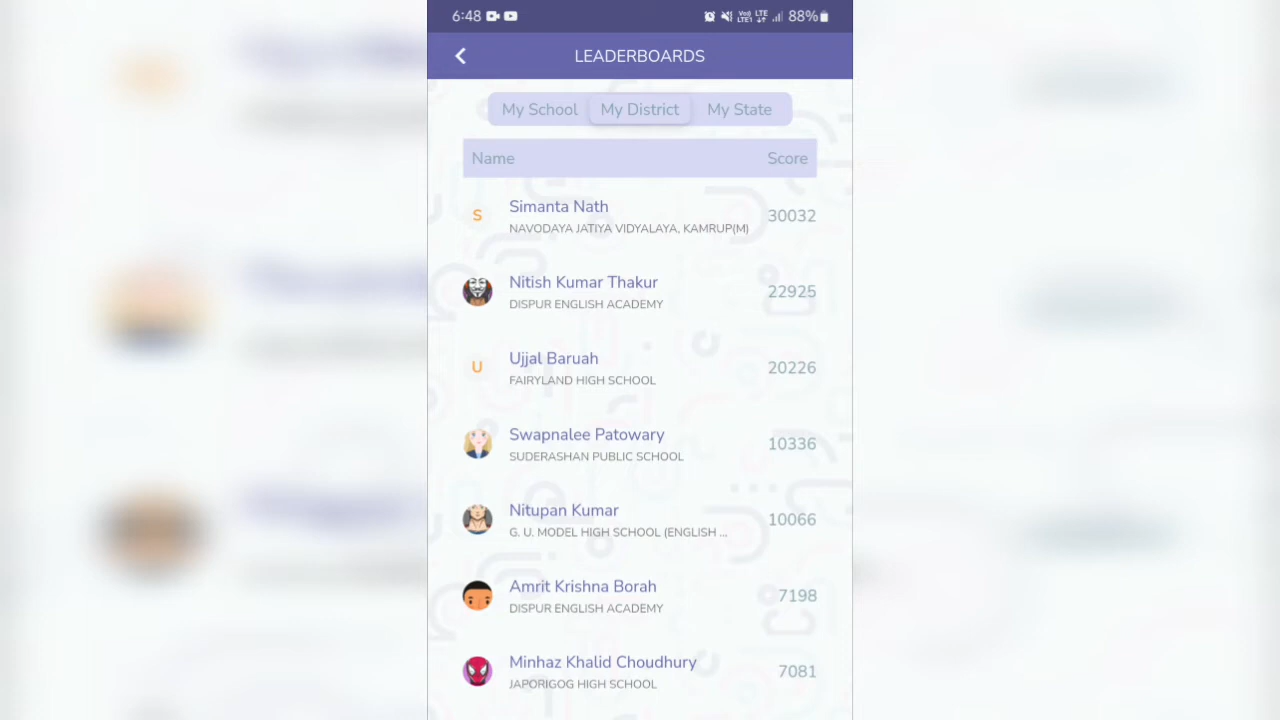 6:48 88%
LEADERBOARDS
My School My District My State
Name Score
S Simanta Nath 30032
NAVODAYA JATIYA VIDYALAYA, KAMRUP(M)
Nitish Kumar Thakur 22925
DISPUR ENGLISH ACADEMY
U Ujjal Baruah 20226
FAIRYLAND HIGH SCHOOL
Swapnalee Patowary 10336
SUDERASHAN PUBLIC SCHOOL
Nitupan Kumar 10066
G. U. MODEL HIGH SCHOOL (ENGLISH ...
Amrit Krishna Borah 7198
DISPUR ENGLISH ACADEMY
Minhaz Khalid Choudhury 7081
JAPORIGOG HIGH SCHOOL